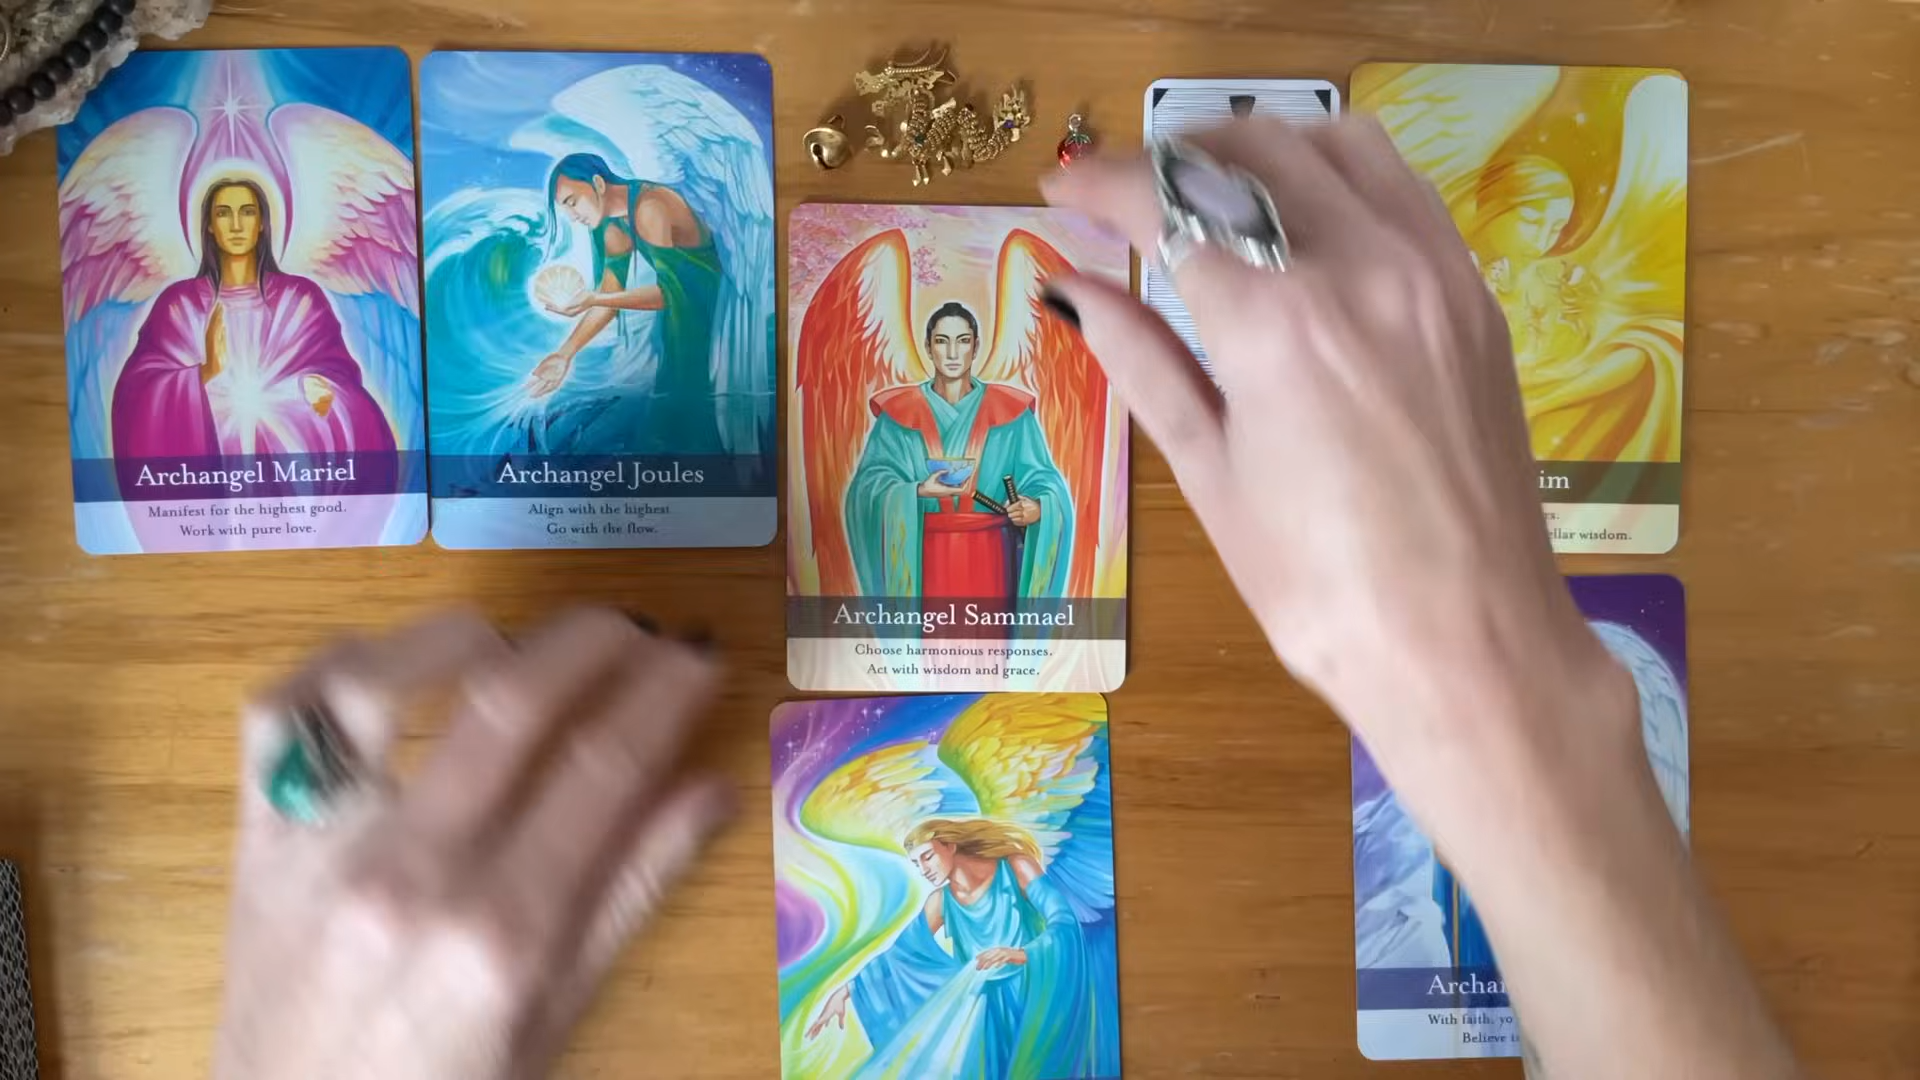 Archangel Mariel
Manifest for the highest good.
Work with pure love.
Archangel Joules
Align with the highest
Go with the flow.
Archangel Sammael
Choose harmonious responses.
Act with wisdom and grace.
im
wisdom.
With faith,